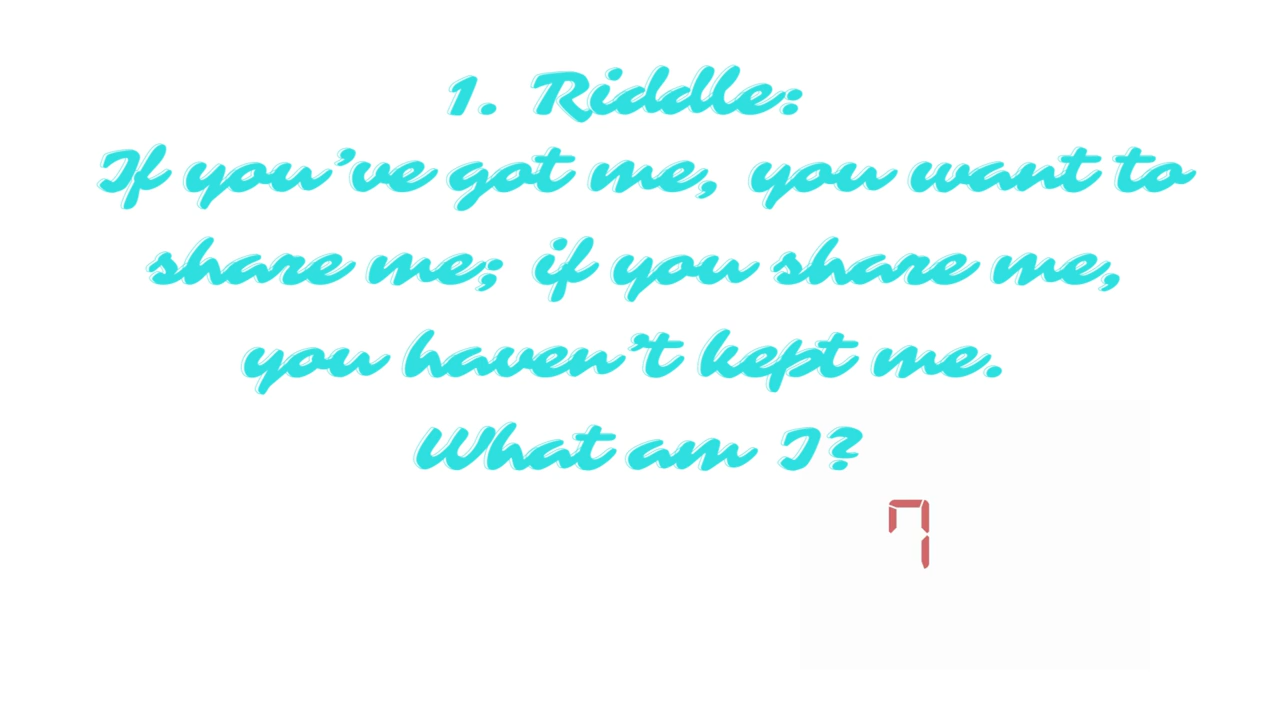 1. Riddle:
If you've got me, you want to
share me; if you share me,
you haven't kept me.
What am I?
7